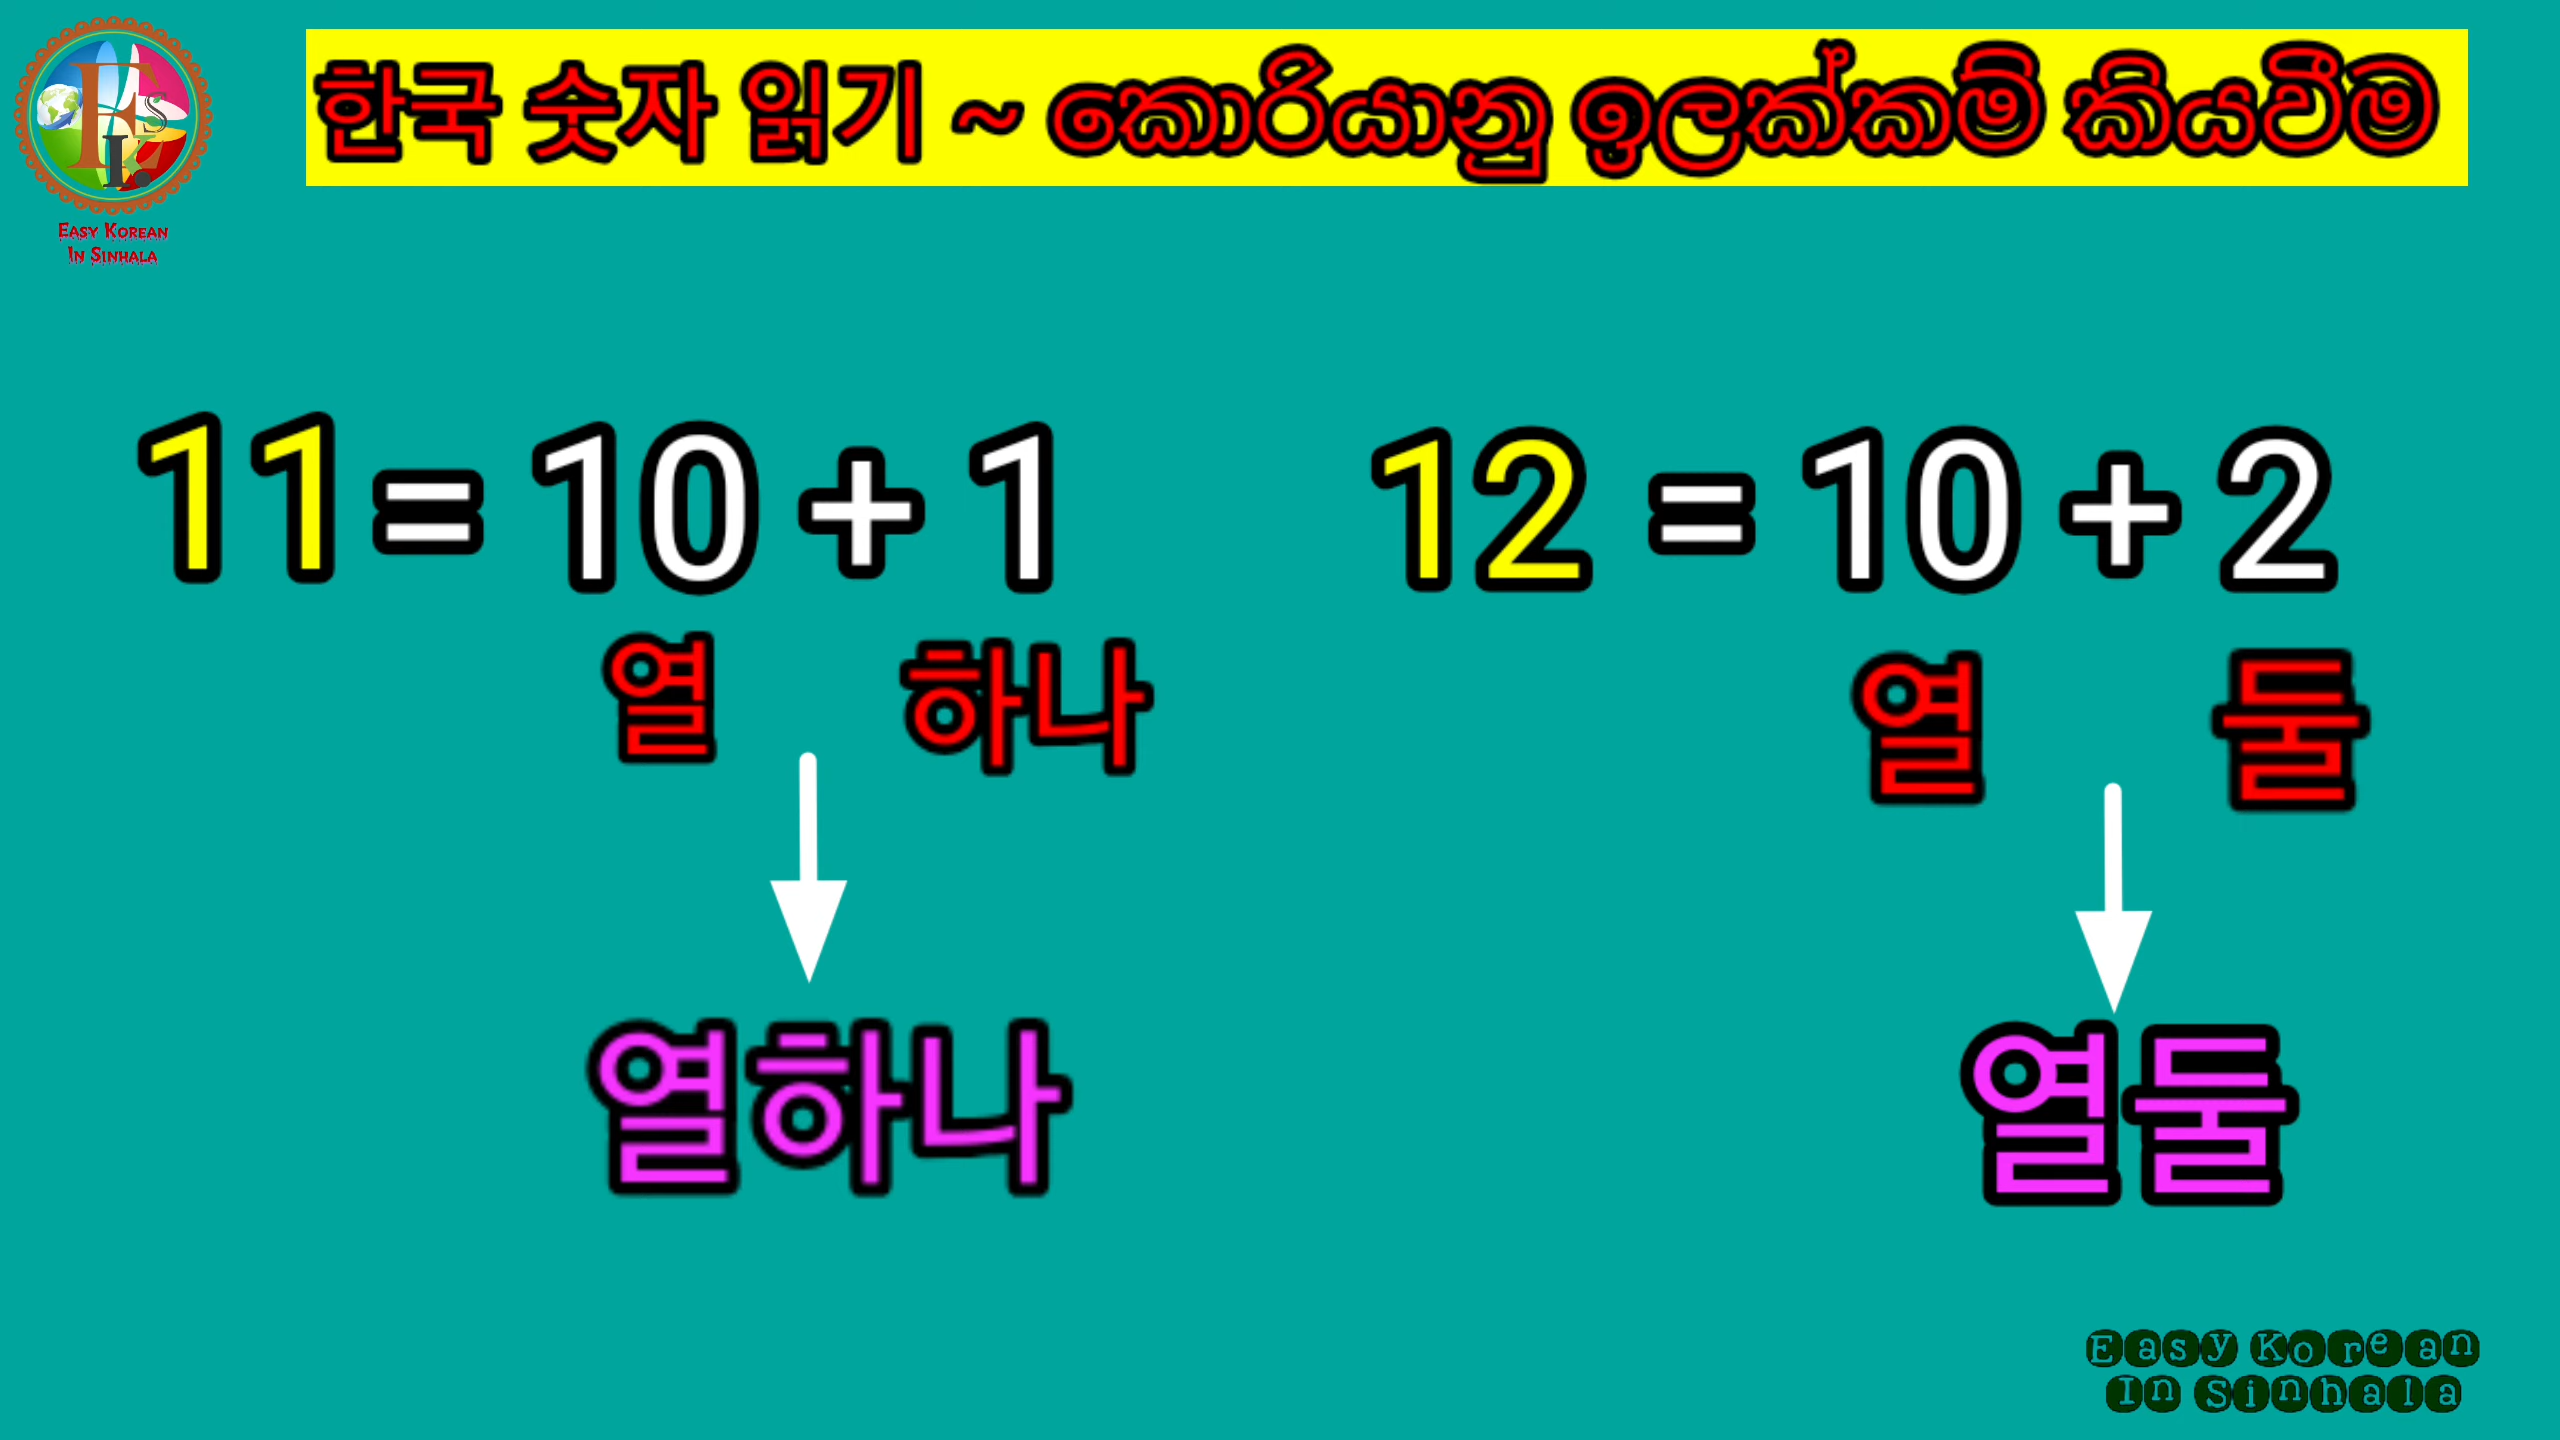 한국 숫자 읽기 ~ කොරියානු ඉලක්කම් කියවීම
EASY KOREAN
IN SINHALA
11 = 10 + 1
열 하나
열하나
12 = 10 + 2
열 둘
열둘
Easy Korean
In Sinhala